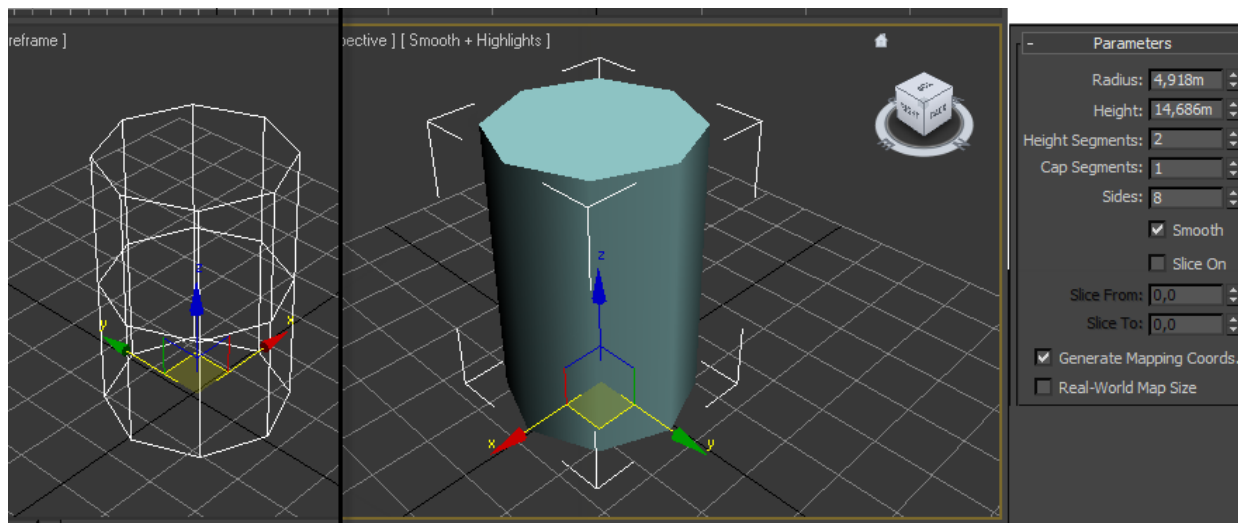 reframe ]
pective ] [ Smooth + Highlights ]
z
y
x
z
x
y
- Parameters
Radius: 4,918m
Height: 14,686m
Height Segments: 2
Cap Segments: 1
Sides: 8
Smooth
Slice On
Slice From: 0,0
Slice To: 0,0
Generate Mapping Coords.
Real-World Map Size